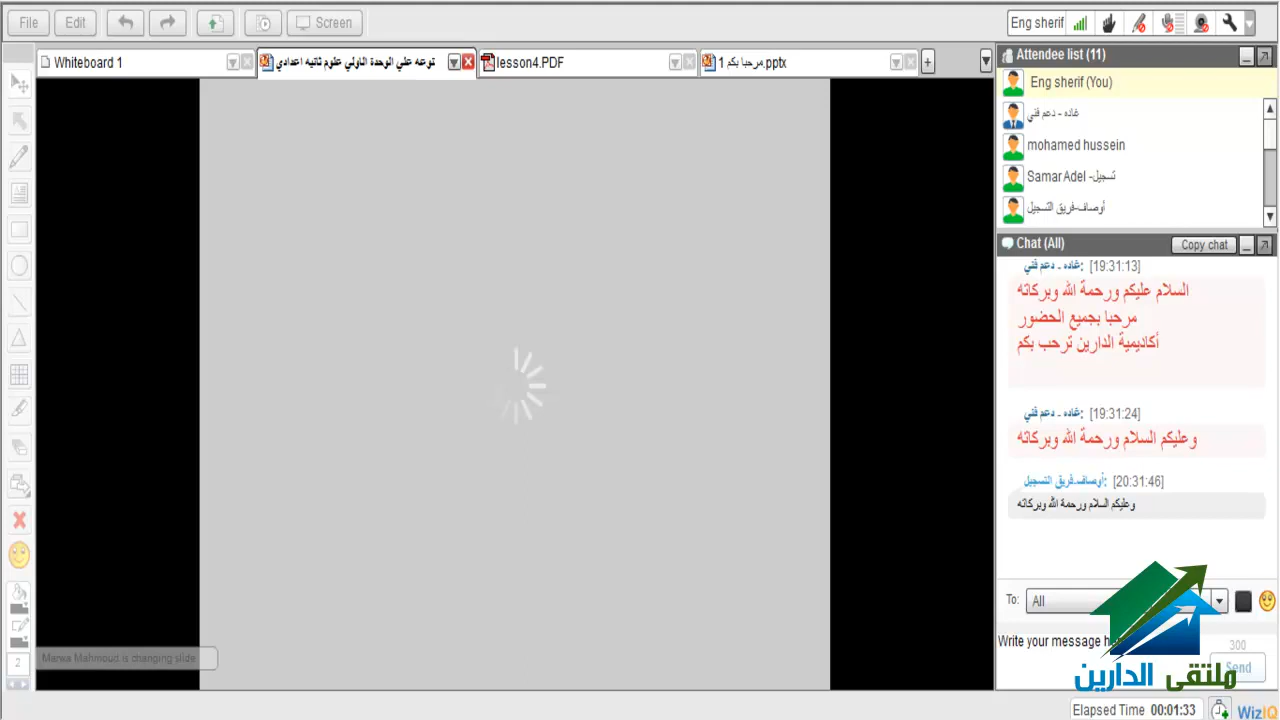 File
Edit
Screen
Eng sherif
Whiteboard 1
توعه علي الوحدة الاولي علوم ثانيه اعدادي
lesson4.PDF
مرحبا بكم 1.pptx
Attendee list (11)
Eng sherif (You)
غاده - دعم فني
mohamed hussein
Samar Adel -تسجيل
أوصاف-فريق التسجيل
Chat (All)
Copy chat
غاده - دعم فني: [19:31:13]
السلام عليكم ورحمة الله وبركاته
مرحبا بجميع الحضور
أكاديمية الدارين ترحب بكم
غاده - دعم فني: [19:31:24]
وعليكم السلام ورحمة الله وبركاته
أوصاف-فريق التسجيل: [20:31:46]
وعليكم السلام ورحمة الله وبركاته
To: All
Write your message
300
Send
2
Marwa Mahmoud is changing slide
ملتقى الدارين
Elapsed Time 00:01:33
WizIQ